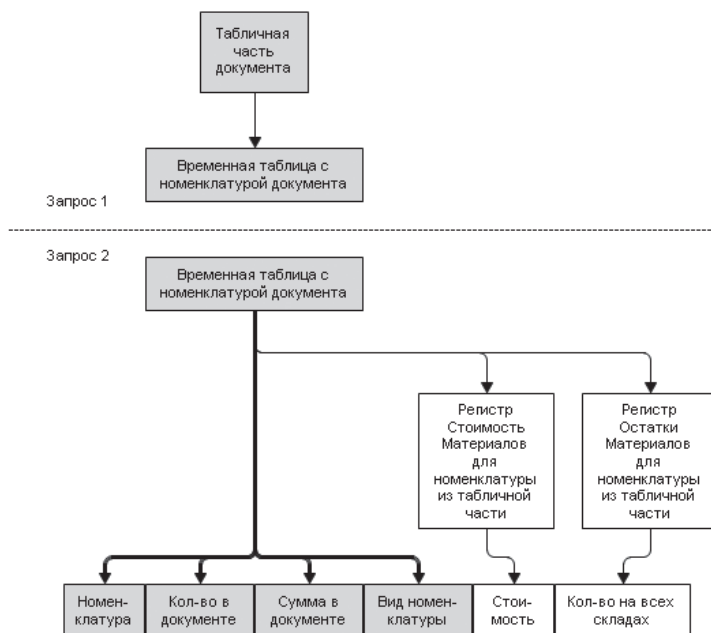 Табличная
часть
документа
Временная таблица с
номенклатурой документа
Запрос 1
Запрос 2
Временная таблица с
номенклатурой документа
Регистр
Стоимость
Материалов
для
номенклатуры
из табличной
части
Регистр
Остатки
Материалов
для
номенклатуры
из табличной
части
Номен-
клатура
Кол-во в
документе
Сумма в
документе
Вид номен-
клатуры
Стои-
мость
Кол-во на всех
складах